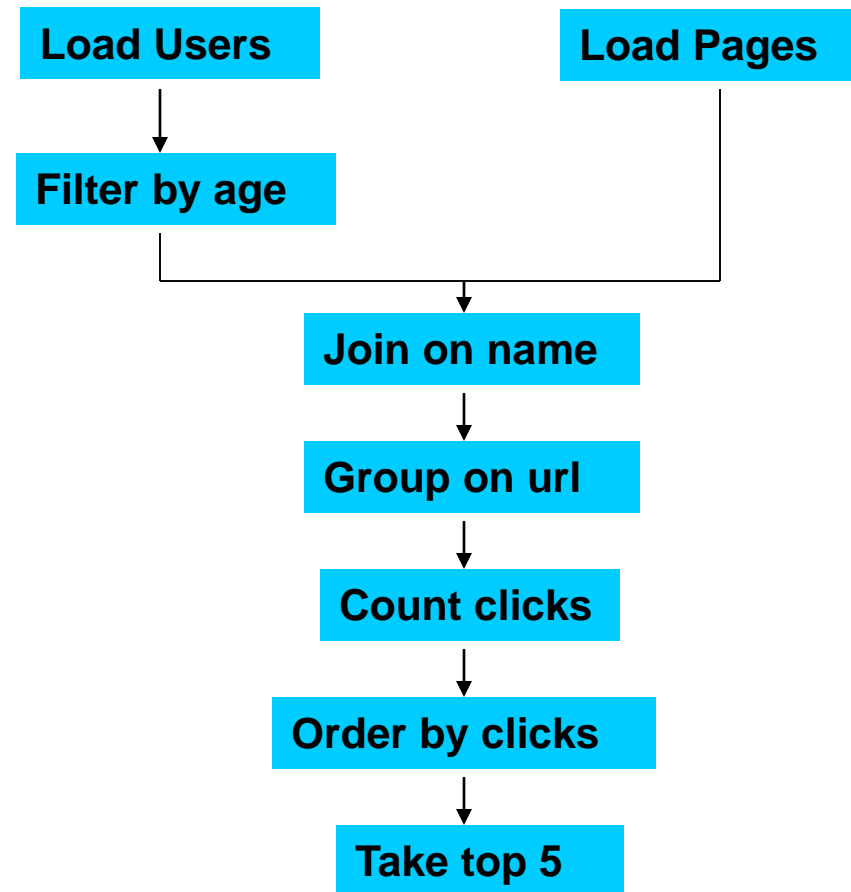 Load Users
Load Pages
Filter by age
Join on name
Group on url
Count clicks
Order by clicks
Take top 5